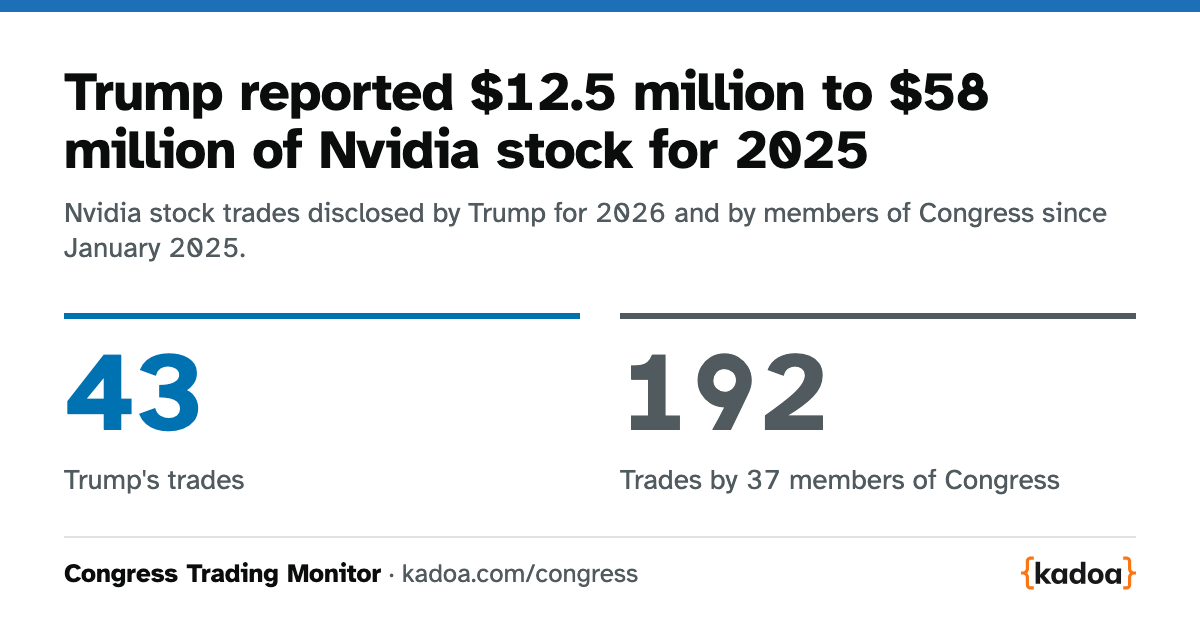 Trump reported $12.5 million to $58
million of Nvidia stock for 2025
Nvidia stock trades disclosed by Trump for 2026 and by members of Congress since
January 2025.
43
Trump's trades
192
Trades by 37 members of Congress
Congress Trading Monitor · kadoa.com/congress
{kadoa}